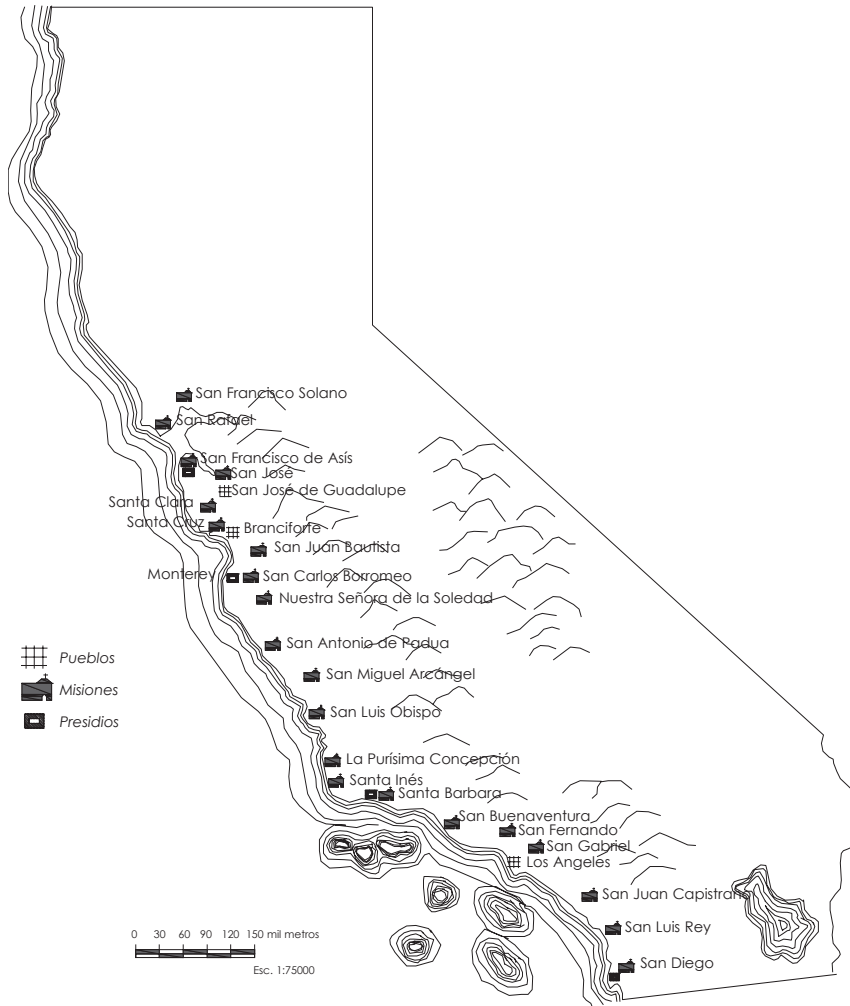 San Francisco Solano
San Rafael
San Francisco de Asís
San José
San José de Guadalupe
Santa Clara
Santa Cruz
Branciforte
San Juan Bautista
Monterey
San Carlos Borromeo
Nuestra Señora de la Soledad
San Antonio de Padua
San Miguel Arcángel
San Luis Obispo
Pueblos
Misiones
Presidios
La Purísima Concepción
Santa Inés
Santa Barbara
San Buenaventura
San Fernando
San Gabriel
Los Angeles
San Juan Capistrano
San Luis Rey
San Diego
0 30 60 90 120 150 mil metros
Esc. 1:75000